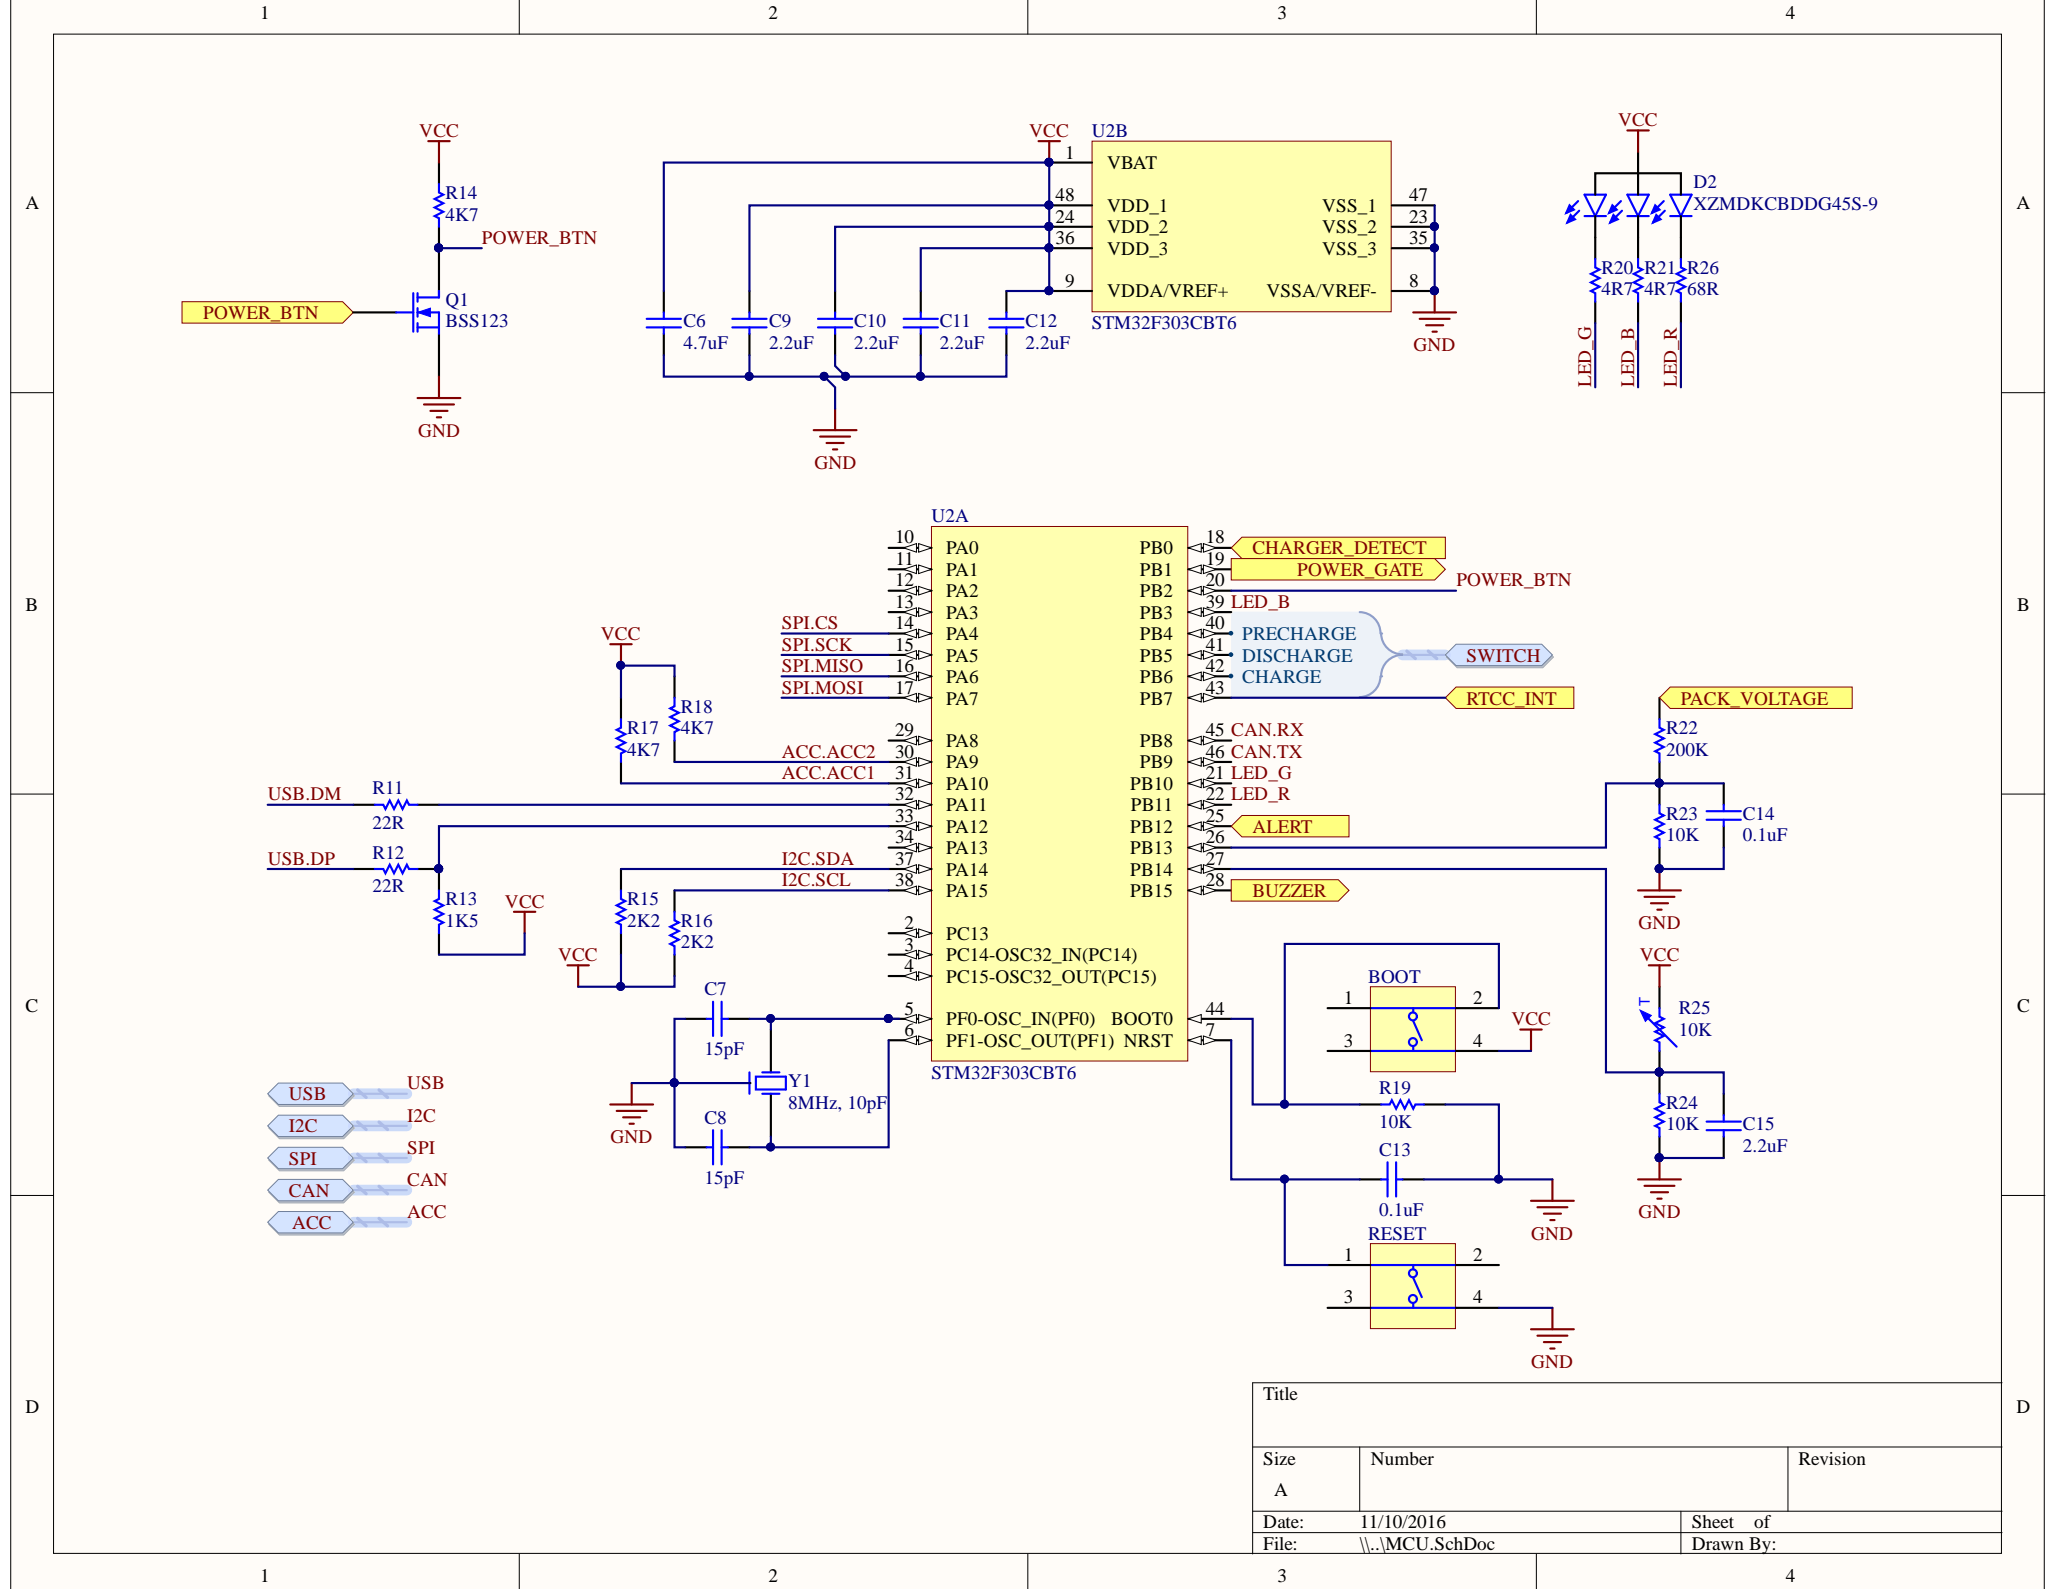 1 2 3 4
A
A
VCC
R14
4K7
POWER_BTN
POWER_BTN
Q1
BSS123
GND
VCC
U2B
1 VBAT
48 VDD_1 VSS_1 47
24 VDD_2 VSS_2 23
36 VDD_3 VSS_3 35
9 VDDA/VREF+ VSSA/VREF- 8
STM32F303CBT6
GND
C6
4.7uF
C9
2.2uF
C10
2.2uF
C11
2.2uF
C12
2.2uF
GND
VCC
D2
XZMDKCBDDG45S-9
R20
4R7
R21
4R7
R26
68R
LED_G
LED_B
LED_R
B
B
U2A
10 PA0 PB0 18 CHARGER_DETECT
11 PA1 PB1 19 POWER_GATE
12 PA2 PB2 20 POWER_BTN
13 PA3 PB3 39 LED_B
SPI.CS 14 PA4 PB4 40 PRECHARGE
SPI.SCK 15 PA5 PB5 41 DISCHARGE SWITCH
SPI.MISO 16 PA6 PB6 42 CHARGE
SPI.MOSI 17 PA7 PB7 43 RTCC_INT
29 PA8 PB8 45 CAN.RX
ACC.ACC2 30 PA9 PB9 46 CAN.TX
ACC.ACC1 31 PA10 PB10 21 LED_G
32 PA11 PB11 22 LED_R
33 PA12 PB12 25 ALERT
34 PA13 PB13 26
I2C.SDA 37 PA14 PB14 27
I2C.SCL 38 PA15 PB15 28 BUZZER
2 PC13
3 PC14-OSC32_IN(PC14)
4 PC15-OSC32_OUT(PC15)
5 PF0-OSC_IN(PF0) BOOT0 44
6 PF1-OSC_OUT(PF1) NRST 7
STM32F303CBT6
VCC
R18
4K7
R17
4K7
USB.DM
R11
22R
USB.DP
R12
22R
R13
1K5
VCC
R15
2K2
R16
2K2
VCC
C7
15pF
Y1
8MHz, 10pF
C8
15pF
GND
PACK_VOLTAGE
R22
200K
R23
10K
C14
0.1uF
GND
VCC
T
R25
10K
R24
10K
C15
2.2uF
GND
C
C
BOOT
1 2
3 4
VCC
R19
10K
C13
0.1uF
GND
RESET
1 2
3 4
GND
USB USB
I2C I2C
SPI SPI
CAN CAN
ACC ACC
D
D
Title
Size Number Revision
A
Date: 11/10/2016 Sheet of
File: \\..\MCU.SchDoc Drawn By:
1 2 3 4